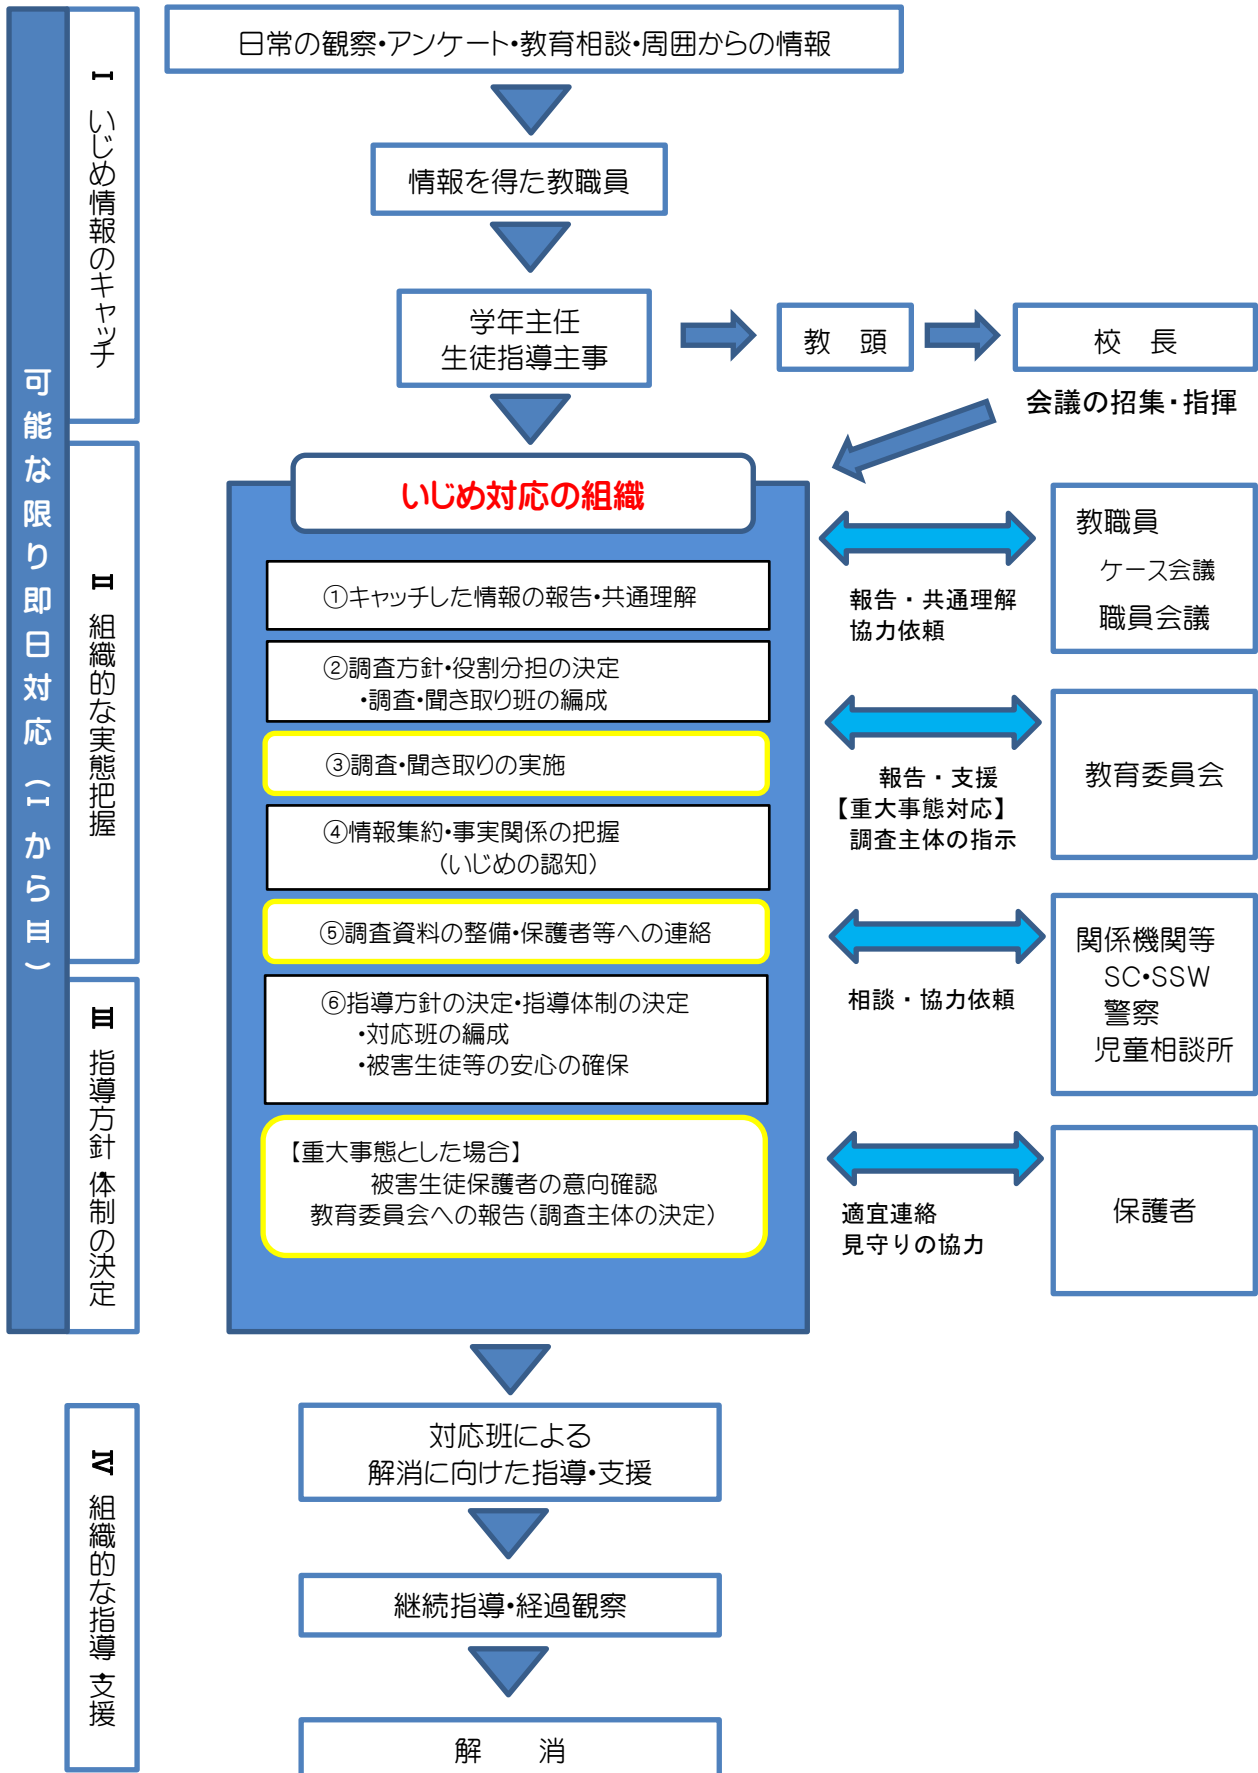 日常の観察・アンケート・教育相談・周囲からの情報
Ⅰ いじめ情報のキャッチ
情報を得た教職員
学年主任
生徒指導主事
教 頭
校 長
会議の招集・指揮
可能な限り即日対応（ⅠからⅢ）
いじめ対応の組織
Ⅱ 組織的な実態把握
①キャッチした情報の報告・共通理解
②調査方針・役割分担の決定
・調査・聞き取り班の編成
③調査・聞き取りの実施
④情報集約・事実関係の把握
（いじめの認知）
⑤調査資料の整備・保護者等への連絡
Ⅲ 指導方針・体制の決定
⑥指導方針の決定・指導体制の決定
・対応班の編成
・被害生徒等の安心の確保
【重大事態とした場合】
被害生徒保護者の意向確認
教育委員会への報告（調査主体の決定）
報告・共通理解
協力依頼
教職員
ケース会議
職員会議
報告・支援
【重大事態対応】
調査主体の指示
教育委員会
相談・協力依頼
関係機関等
SC・SSW
警察
児童相談所
適宜連絡
見守りの協力
保護者
Ⅳ 組織的な指導・支援
対応班による
解消に向けた指導・支援
継続指導・経過観察
解 消